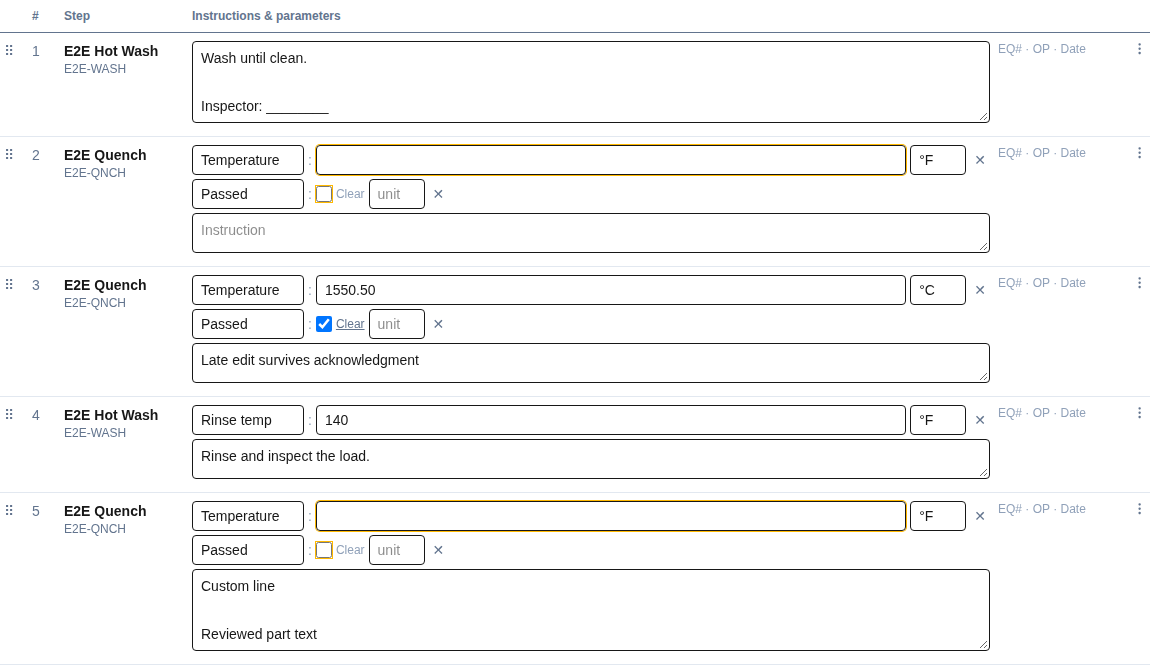 # Step Instructions & parameters
1 E2E Hot Wash Wash until clean. EQ# · OP · Date
E2E-WASH
Inspector: ________
2 E2E Quench Temperature : °F ✕ EQ# · OP · Date
E2E-QNCH
Passed : Clear unit ✕
Instruction
3 E2E Quench Temperature : 1550.50 °C ✕ EQ# · OP · Date
E2E-QNCH
Passed : Clear unit ✕
Late edit survives acknowledgment
4 E2E Hot Wash Rinse temp : 140 °F ✕ EQ# · OP · Date
E2E-WASH
Rinse and inspect the load.
5 E2E Quench Temperature : °F ✕ EQ# · OP · Date
E2E-QNCH
Passed : Clear unit ✕
Custom line
Reviewed part text